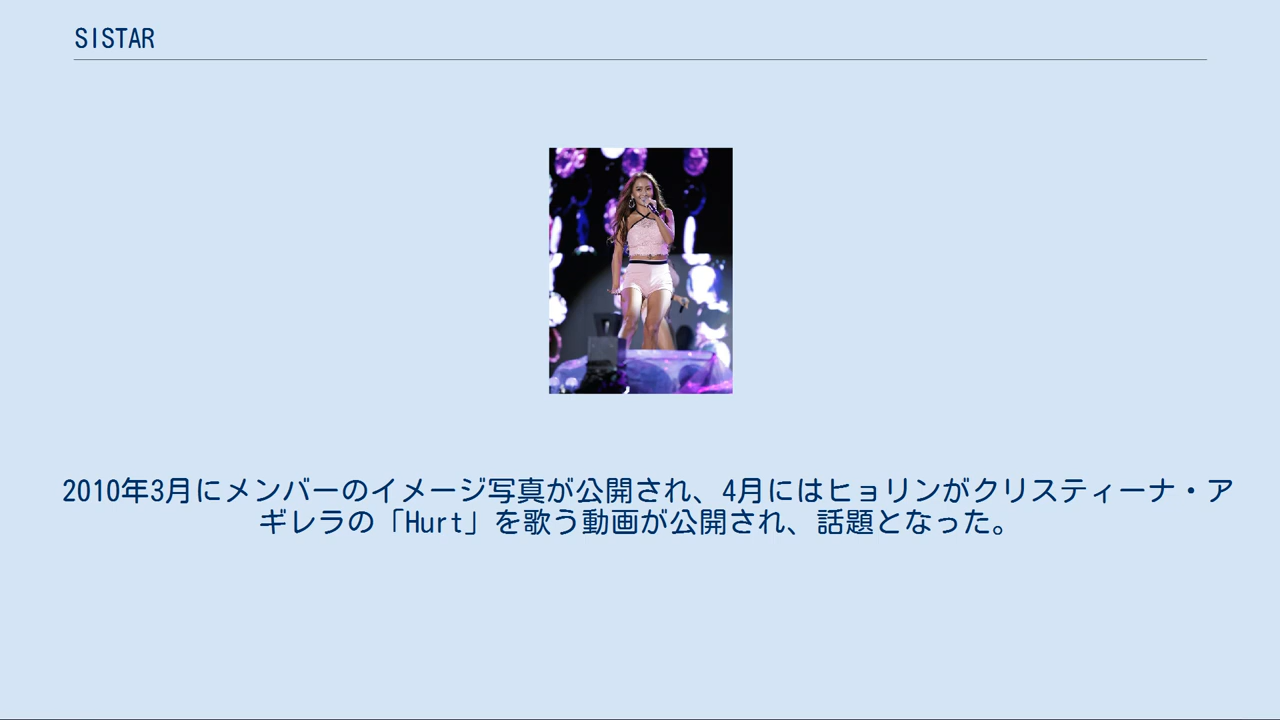 SISTAR
2010年3月にメンバーのイメージ写真が公開され、4月にはヒョリンがクリスティーナ・ア
ギレラの「Hurt」を歌う動画が公開され、話題となった。